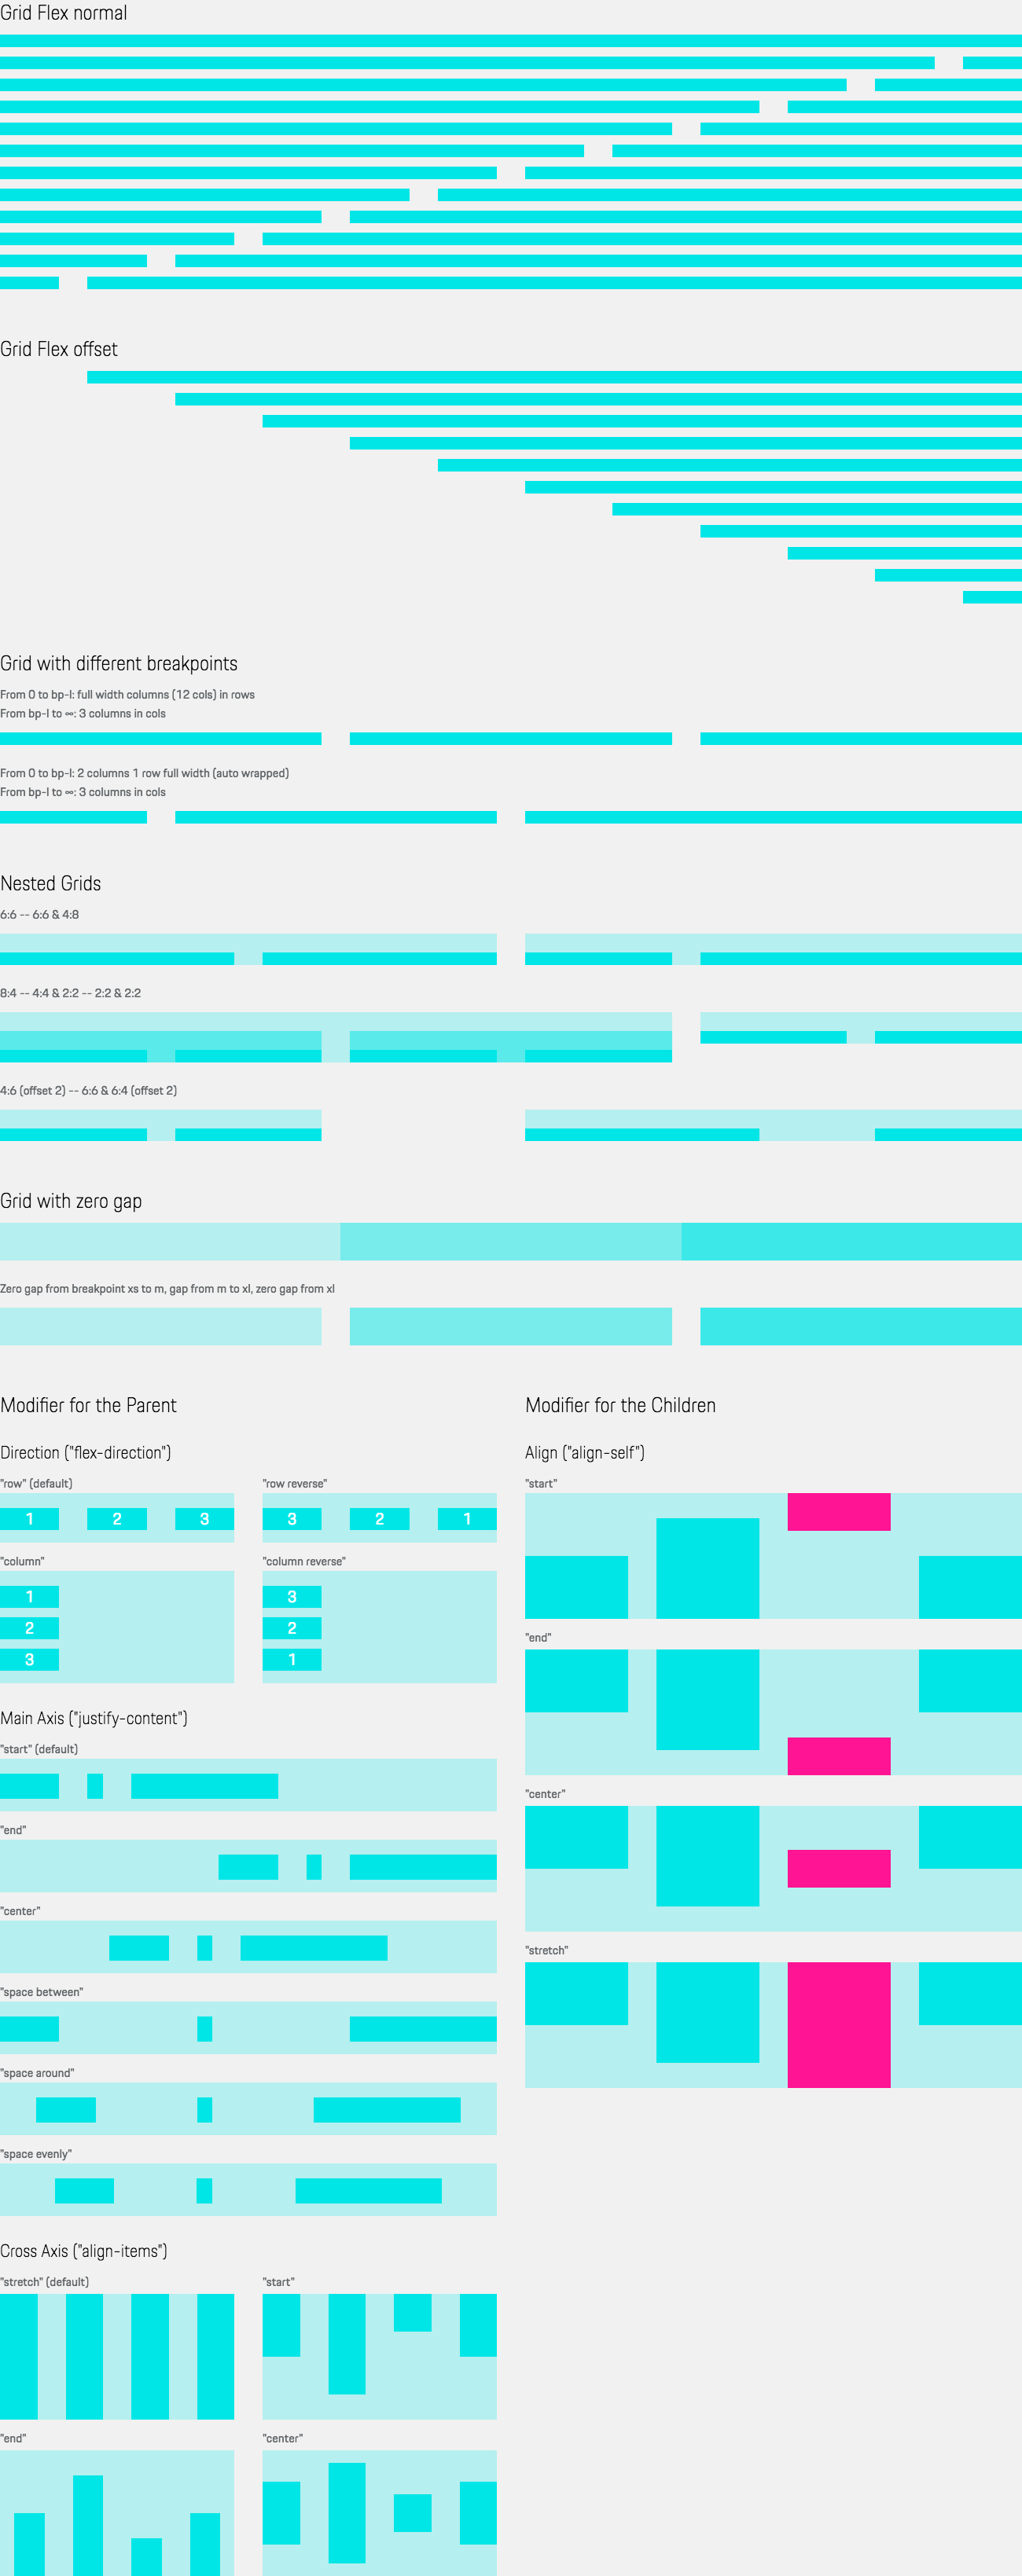 Grid Flex normal
Grid Flex offset
Grid with different breakpoints
From 0 to bp-l: full width columns (12 cols) in rows
From bp-l to ∞: 3 columns in cols
From 0 to bp-l: 2 columns 1 row full width (auto wrapped)
From bp-l to ∞: 3 columns in cols
Nested Grids
6:6 -- 6:6 & 4:8
8:4 -- 4:4 & 2:2 -- 2:2 & 2:2
4:6 (offset 2) -- 6:6 & 6:4 (offset 2)
Grid with zero gap
Zero gap from breakpoint xs to m, gap from m to xl, zero gap from xl
Modifier for the Parent
Direction ("flex-direction")
"row" (default)
1 2 3
"row reverse"
3 2 1
"column"
1
2
3
"column reverse"
3
2
1
Main Axis ("justify-content")
"start" (default)
"end"
"center"
"space between"
"space around"
"space evenly"
Cross Axis ("align-items")
"stretch" (default)
"start"
"end"
"center"
Modifier for the Children
Align ("align-self")
"start"
"end"
"center"
"stretch"